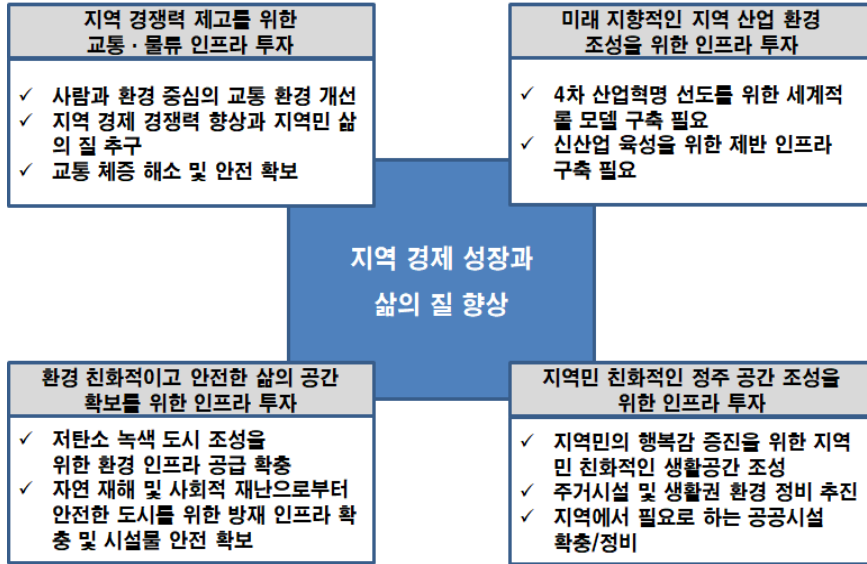 지역 경쟁력 제고를 위한
교통·물류 인프라 투자
✓ 사람과 환경 중심의 교통 환경 개선
✓ 지역 경제 경쟁력 향상과 지역민 삶
의 질 추구
✓ 교통 체증 해소 및 안전 확보
미래 지향적인 지역 산업 환경
조성을 위한 인프라 투자
✓ 4차 산업혁명 선도를 위한 세계적
롤 모델 구축 필요
✓ 신산업 육성을 위한 제반 인프라
구축 필요
지역 경제 성장과
삶의 질 향상
환경 친화적이고 안전한 삶의 공간
확보를 위한 인프라 투자
✓ 저탄소 녹색 도시 조성을
위한 환경 인프라 공급 확충
✓ 자연 재해 및 사회적 재난으로부터
안전한 도시를 위한 방재 인프라 확
충 및 시설물 안전 확보
지역민 친화적인 정주 공간 조성을
위한 인프라 투자
✓ 지역민의 행복감 증진을 위한 지역
민 친화적인 생활공간 조성
✓ 주거시설 및 생활권 환경 정비 추진
✓ 지역에서 필요로 하는 공공시설
확충/정비